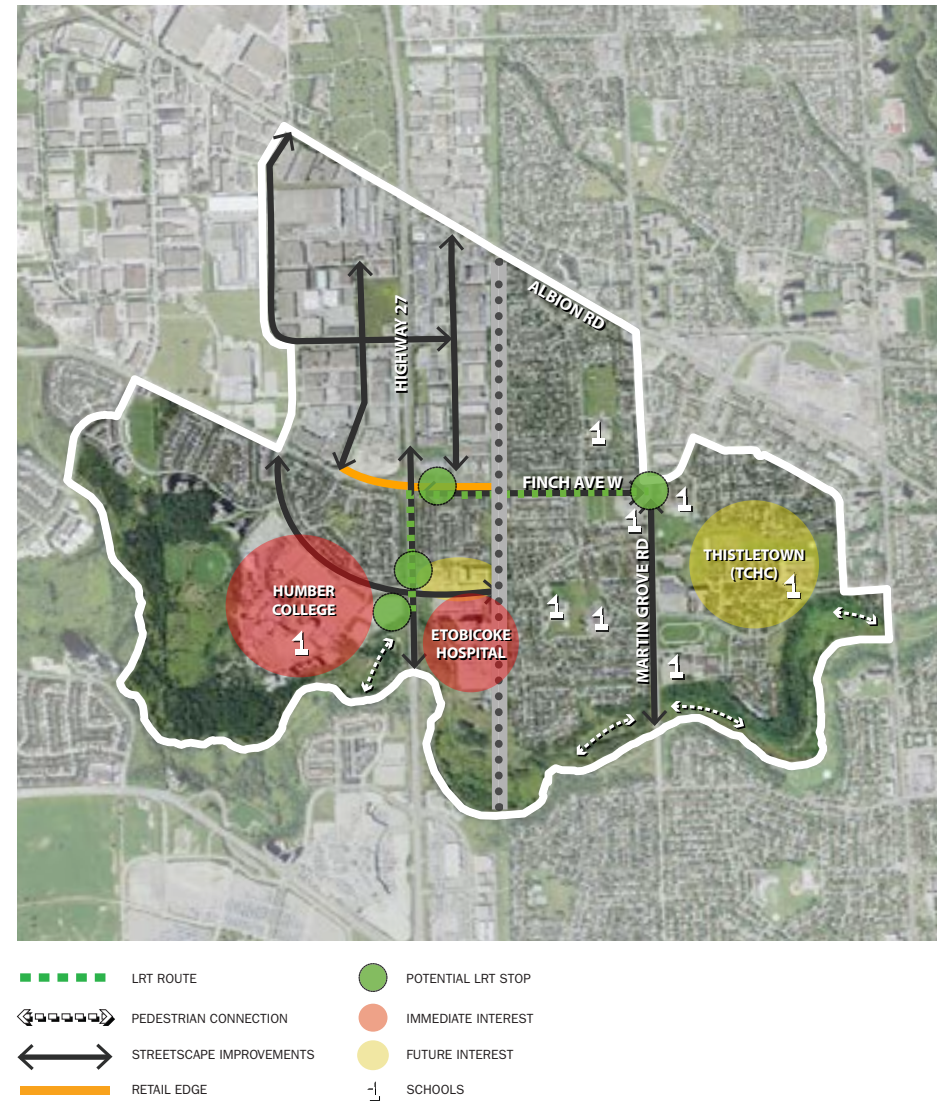 ALBION RD
HIGHWAY 27
FINCH AVE W
MARTIN GROVE RD
THISTLETOWN
(TCHC)
HUMBER
COLLEGE
ETOBICOKE
HOSPITAL
LRT ROUTE
POTENTIAL LRT STOP
PEDESTRIAN CONNECTION
IMMEDIATE INTEREST
STREETSCAPE IMPROVEMENTS
FUTURE INTEREST
RETAIL EDGE
SCHOOLS